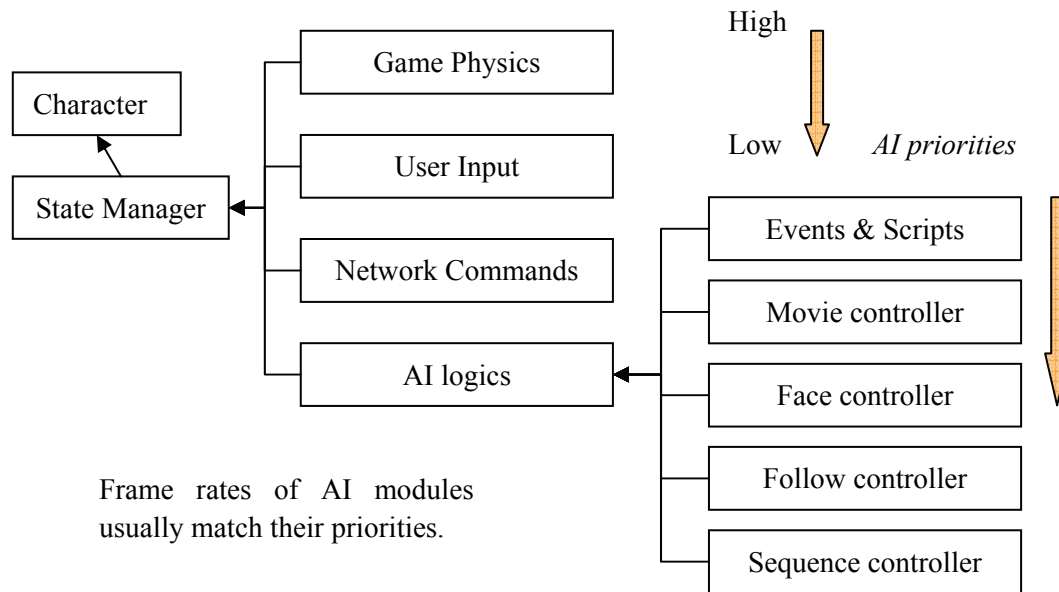 High
Game Physics
Character
Low
AI priorities
User Input
State Manager
Events & Scripts
Network Commands
Movie controller
AI logics
Face controller
Follow controller
Frame rates of AI modules
usually match their priorities.
Sequence controller